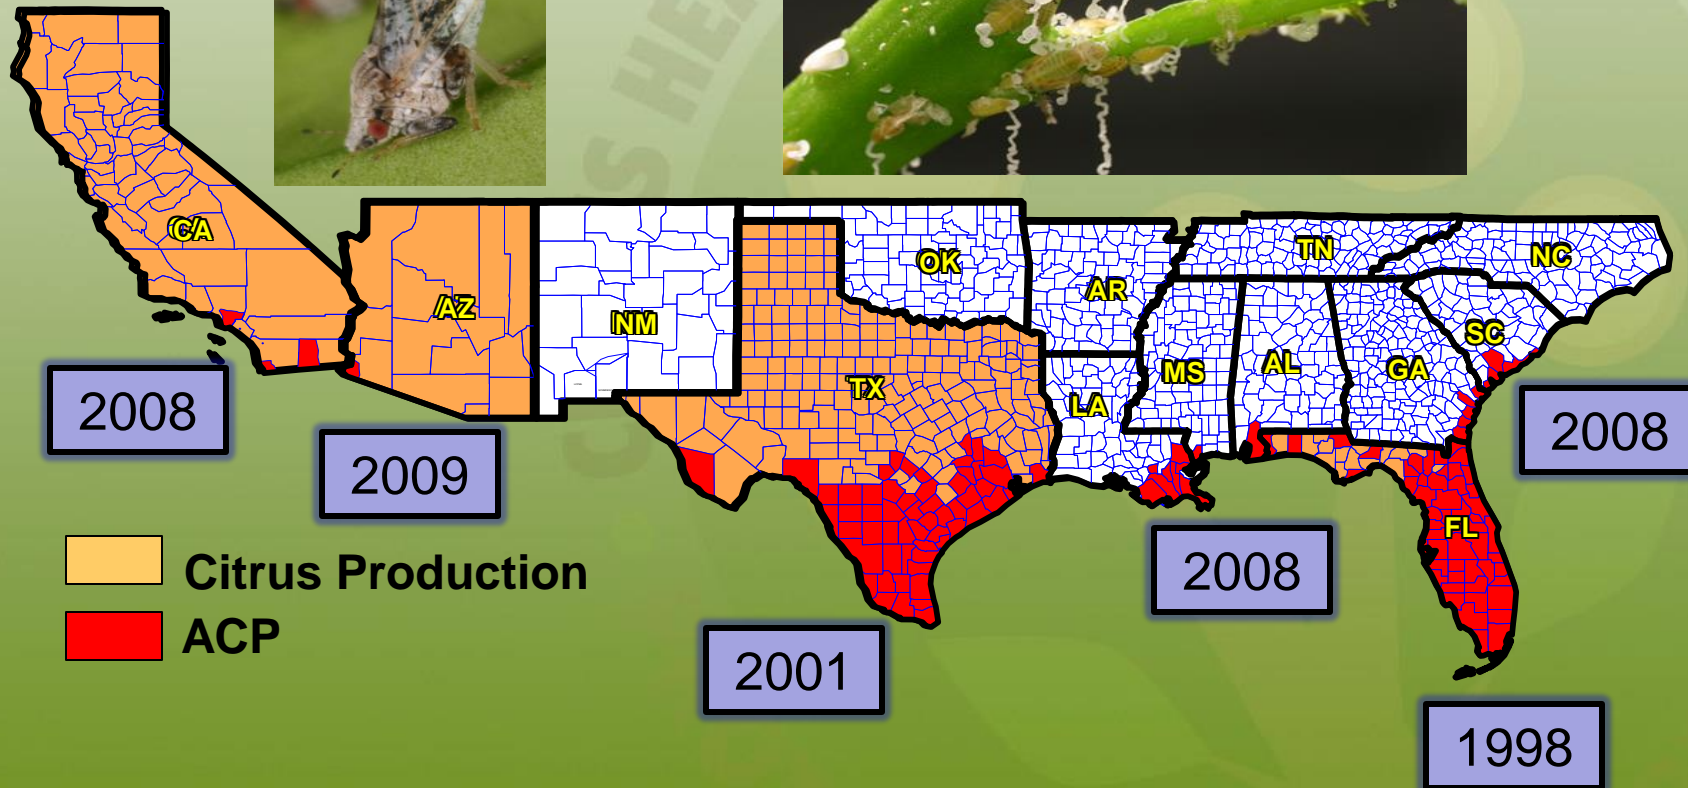 CA
AZ
NM
OK
TX
AR
LA
TN
MS
AL
GA
NC
SC
FL
2008
2009
2001
2008
2008
1998
Citrus Production
ACP